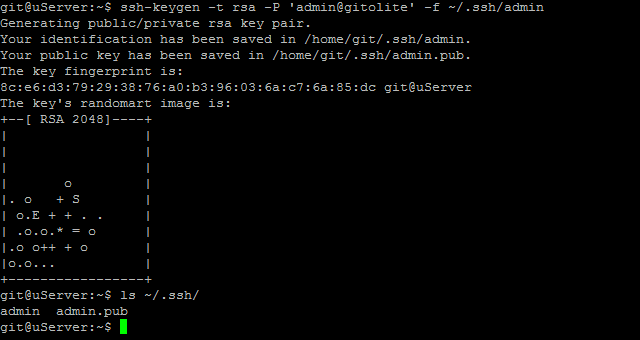 git@uServer:~$ ssh-keygen -t rsa -P 'admin@gitolite' -f ~/.ssh/admin
Generating public/private rsa key pair.
Your identification has been saved in /home/git/.ssh/admin.
Your public key has been saved in /home/git/.ssh/admin.pub.
The key fingerprint is:
8c:e6:d3:79:29:38:76:a0:b3:96:03:6a:c7:6a:85:dc git@uServer
The key's randomart image is:
+--[ RSA 2048]----+
|                 |
|                 |
|                 |
|       o         |
|. o   + S        |
| o.E + + . .     |
| .o.o.* = o      |
|.o o++ + o       |
|o.o...           |
+-----------------+
git@uServer:~$ ls ~/.ssh/
admin  admin.pub
git@uServer:~$